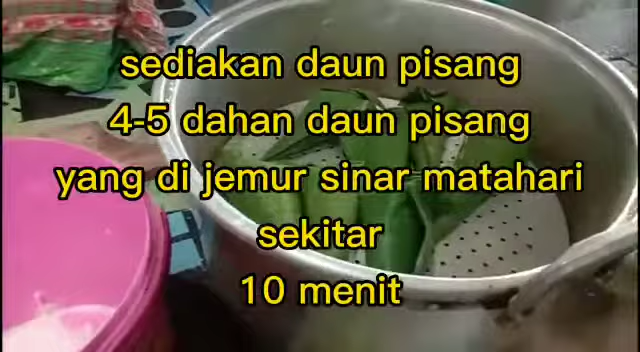 sediakan daun pisang
4-5 dahan daun pisang
yang di jemur sinar matahari
sekitar
10 menit